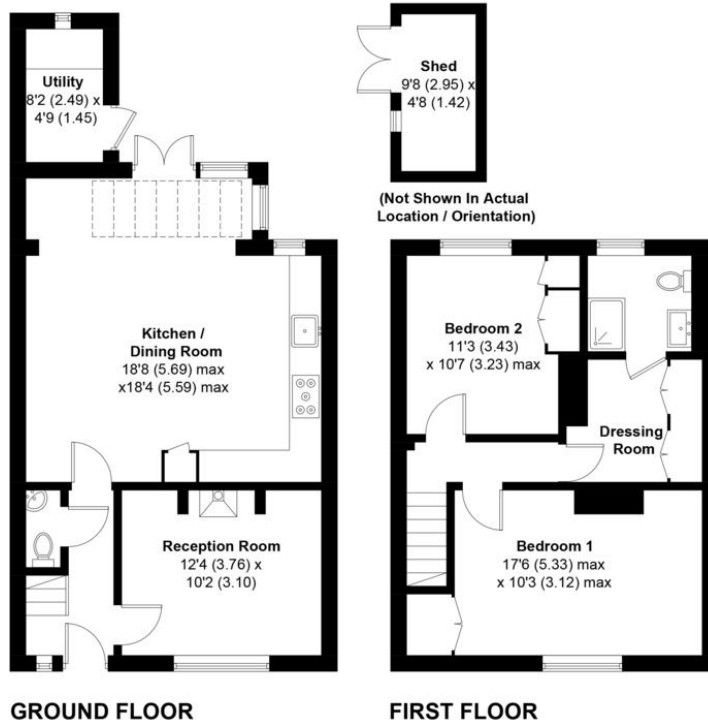 Utility
8'2 (2.49) x
4'9 (1.45)
Shed
9'8 (2.95) x
4'8 (1.42)
(Not Shown In Actual
Location / Orientation)
Kitchen /
Dining Room
18'8 (5.69) max
x18'4 (5.59) max
Reception Room
12'4 (3.76) x
10'2 (3.10)
Bedroom 2
11'3 (3.43)
x 10'7 (3.23) max
Dressing
Room
Bedroom 1
17'6 (5.33) max
x 10'3 (3.12) max
GROUND FLOOR
FIRST FLOOR